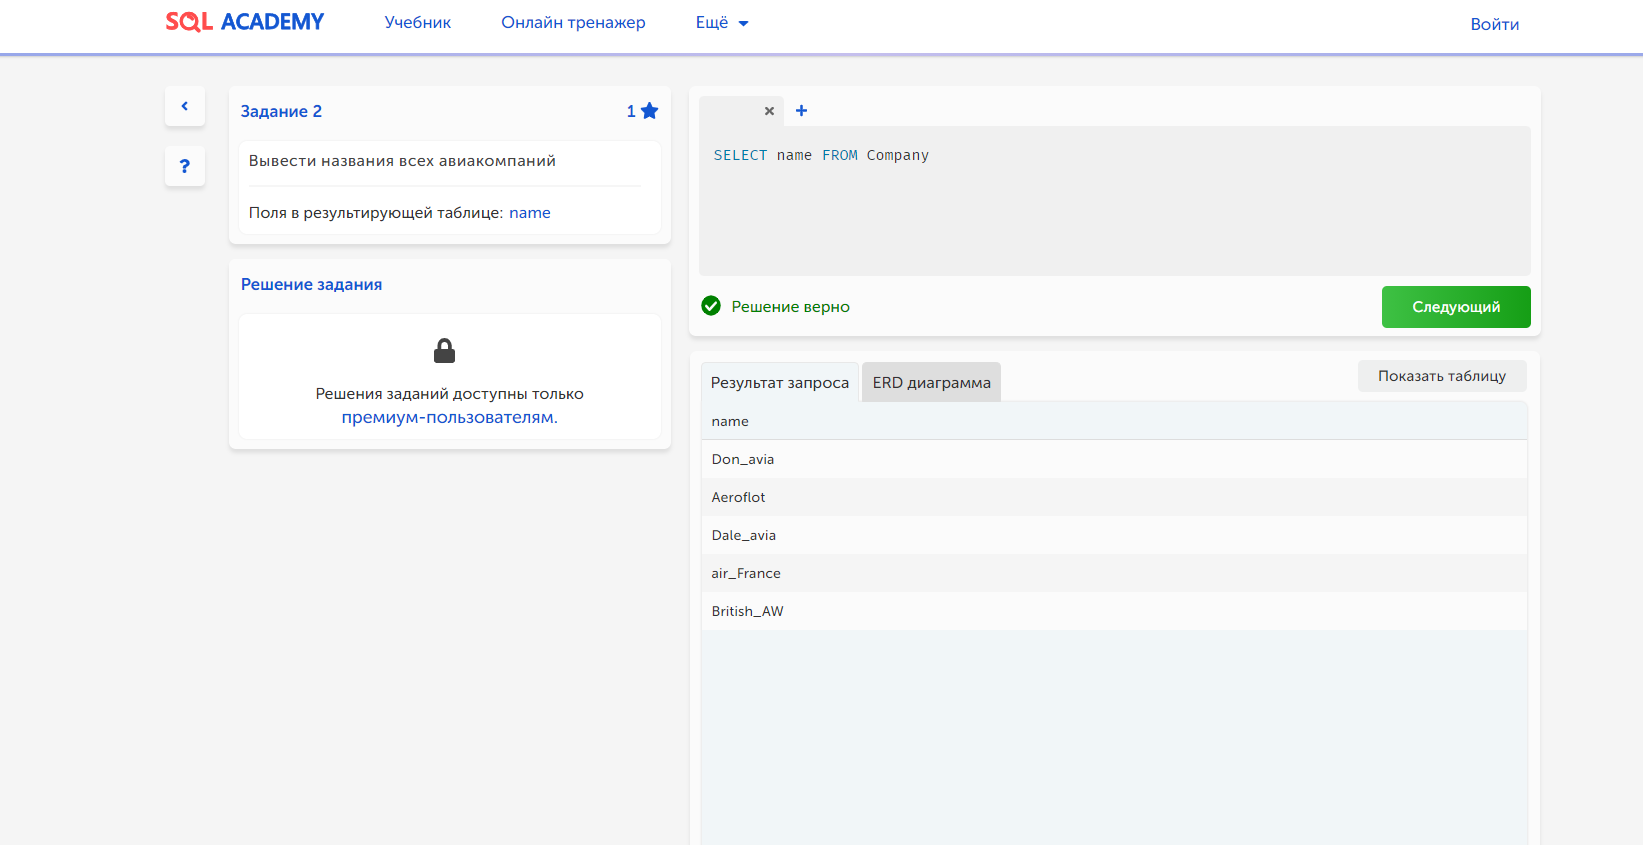 SQL ACADEMY
Учебник
Онлайн тренажер
Ещё
Войти
Задание 2
1
?
Вывести названия всех авиакомпаний
Поля в результирующей таблице: name
Решение задания
Решения заданий доступны только
премиум-пользователям.
SELECT name FROM Company
Решение верно
Следующий
Результат запроса
ERD диаграмма
Показать таблицу
name
Don_avia
Aeroflot
Dale_avia
air_France
British_AW